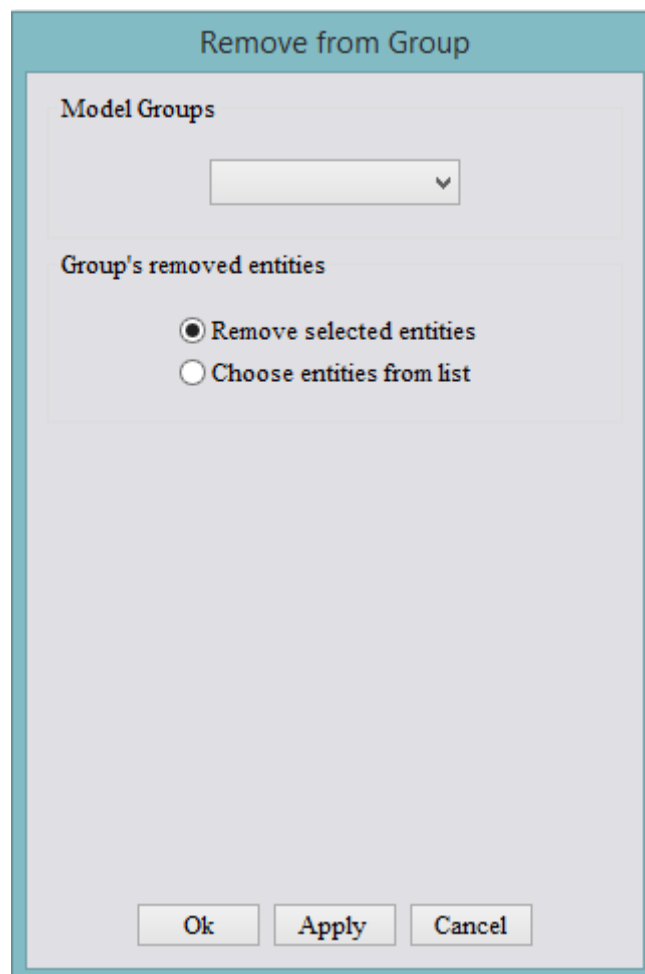 Remove from Group
Model Groups
Group's removed entities
Remove selected entities
Choose entities from list
Ok Apply Cancel